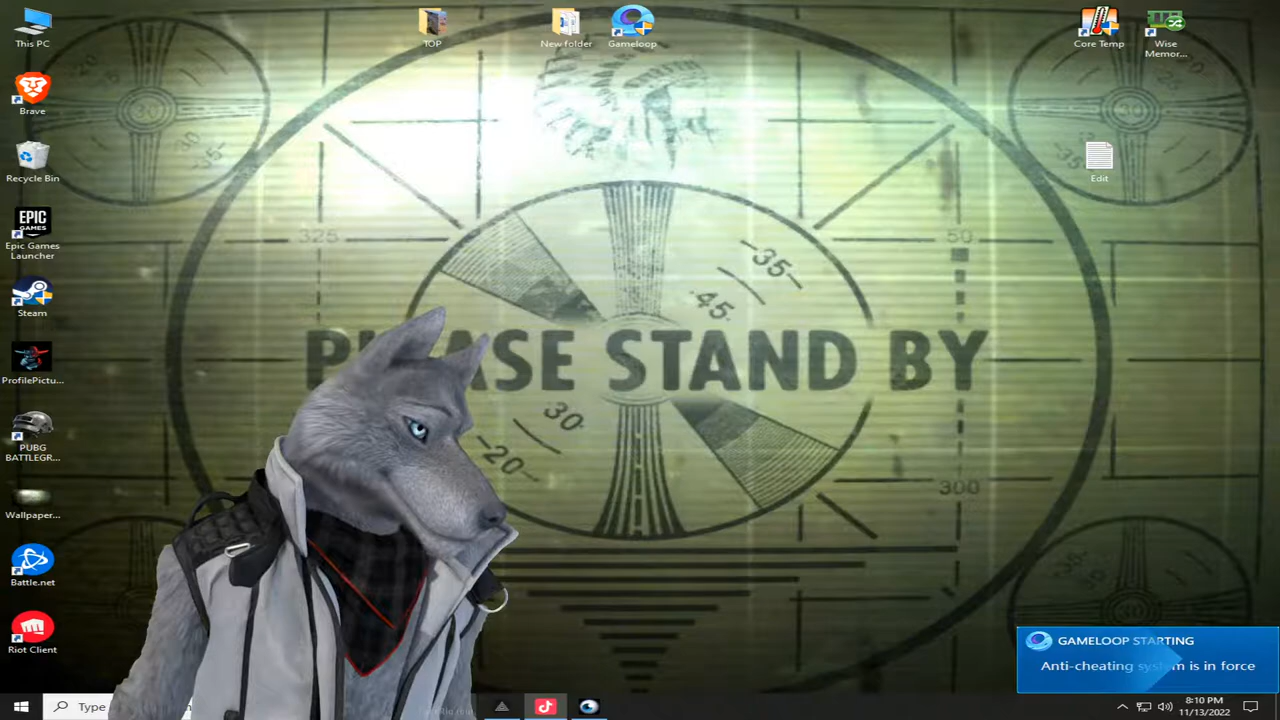 This PC
Brave
Recycle Bin
EPIC
GAMES
Epic Games
Launcher
Steam
ProfilePictu...
PUBG
BATTLEGR...
Wallpaper...
Battle.net
Riot Client
TOP
New folder
Gameloop
Core Temp
Wise
Memor...
Edit
325
50
-35-
.45.
PLEASE STAND BY
30
-20-
300
GAMELOOP STARTING
Anti-cheating system is in force
Type
8:10 PM
11/13/2022